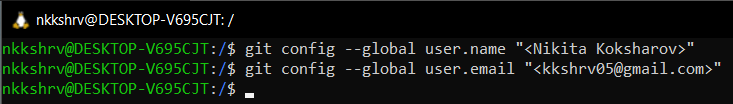 nkkshrv@DESKTOP-V695CJT: /
nkkshrv@DESKTOP-V695CJT:/$ git config --global user.name "<Nikita Koksharov>"
nkkshrv@DESKTOP-V695CJT:/$ git config --global user.email "<kkshrv05@gmail.com>"
nkkshrv@DESKTOP-V695CJT:/$